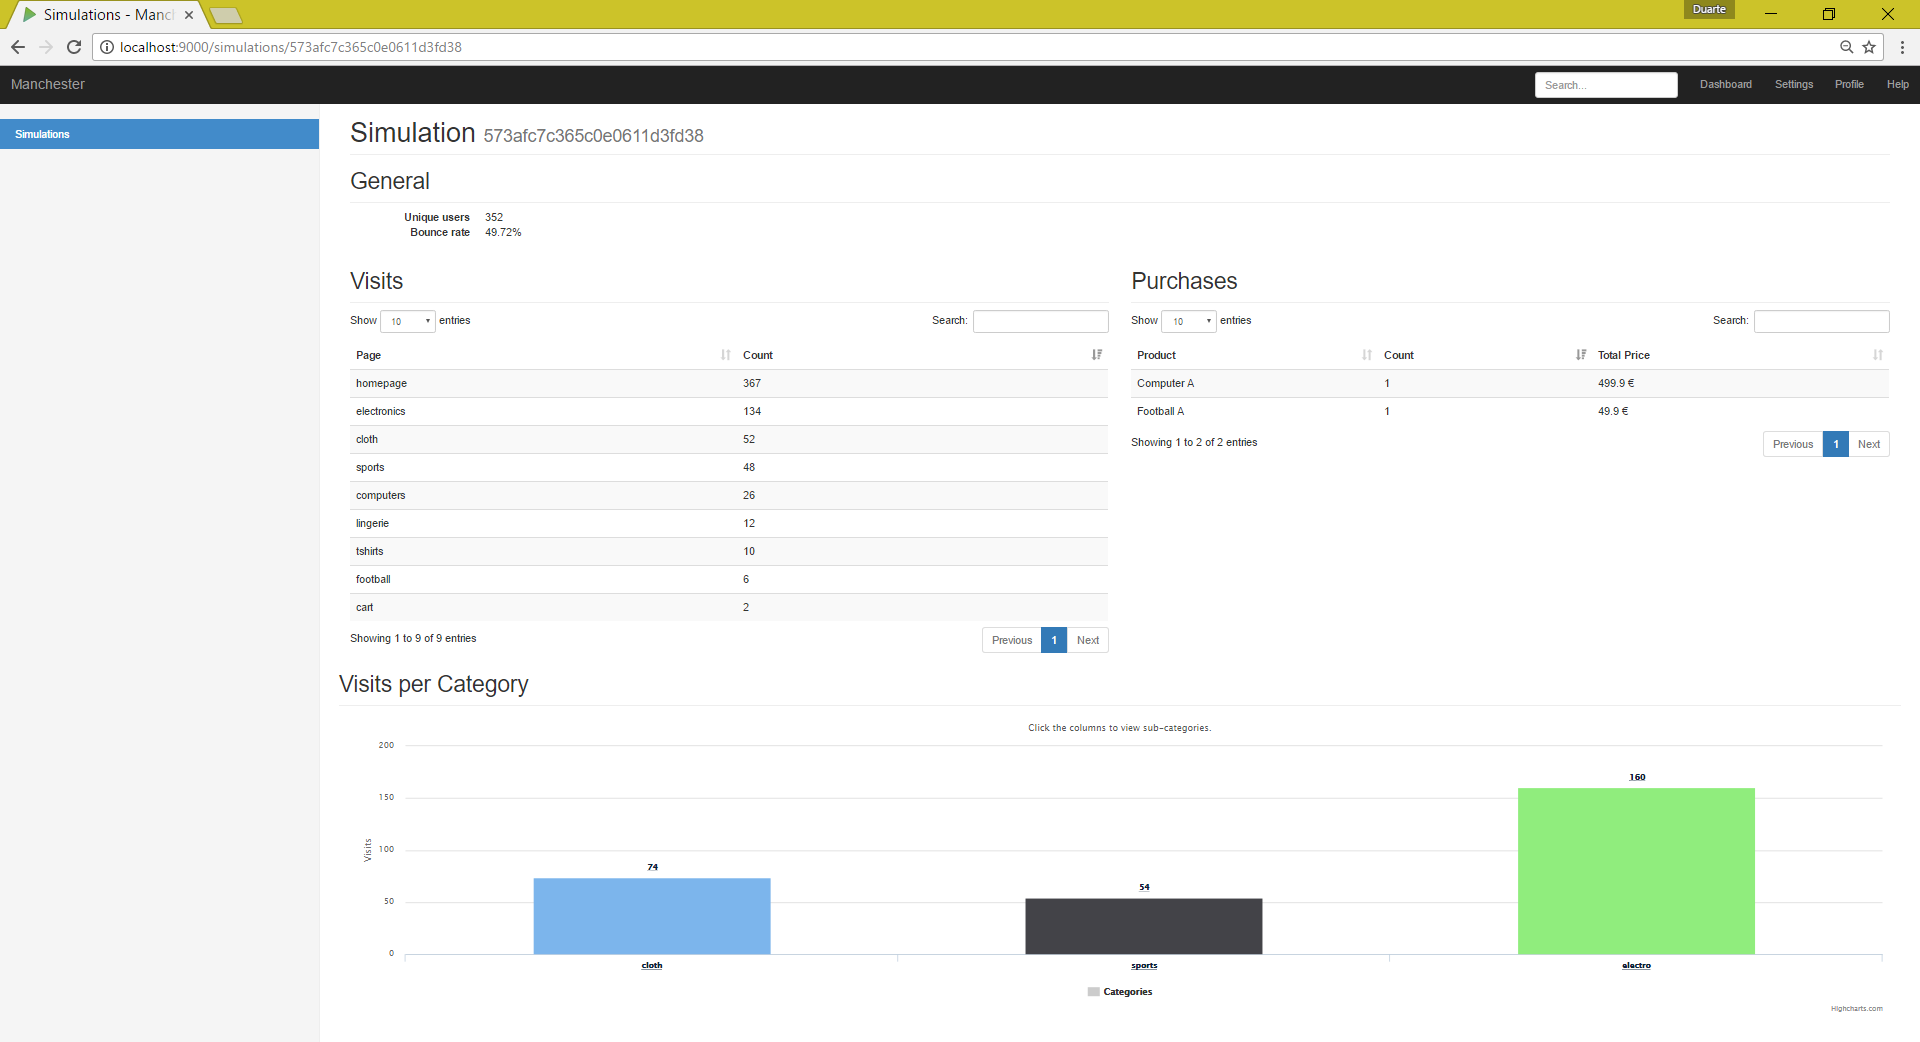 Simulations - Manc
Duarte
localhost:9000/simulations/573afc7c365c0e0611d3fd38
Manchester
Search...
Dashboard Settings Profile Help
Simulations
Simulation 573afc7c365c0e0611d3fd38
General
Unique users 352
Bounce rate 49.72%
Visits
Show 10 entries Search:
Page Count
homepage 367
electronics 134
cloth 52
sports 48
computers 26
lingerie 12
tshirts 10
football 6
cart 2
Showing 1 to 9 of 9 entries
Previous 1 Next
Purchases
Show 10 entries Search:
Product Count Total Price
Computer A 1 499.9 €
Football A 1 49.9 €
Showing 1 to 2 of 2 entries
Previous 1 Next
Visits per Category
Click the columns to view sub-categories.
Visits
200
150
100
50
0
74
54
160
cloth
sports
electro
Categories
Highcharts.com